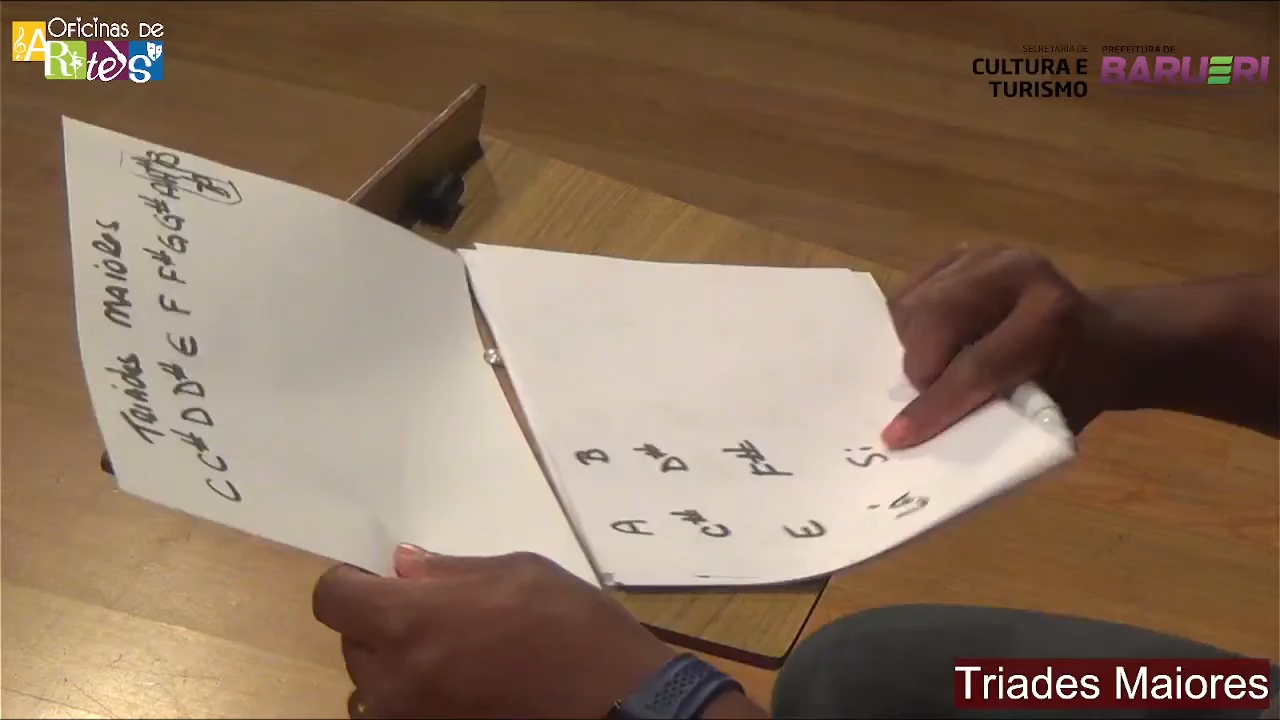 Oficinas de
ARtes
SECRETARIA DE
CULTURA E
TURISMO
PREFEITURA DE
BARUERI
TRIADES MAIORES
C C# D D# E F F# G G# A A# B
B D# F# Si
A C# E
Triades Maiores